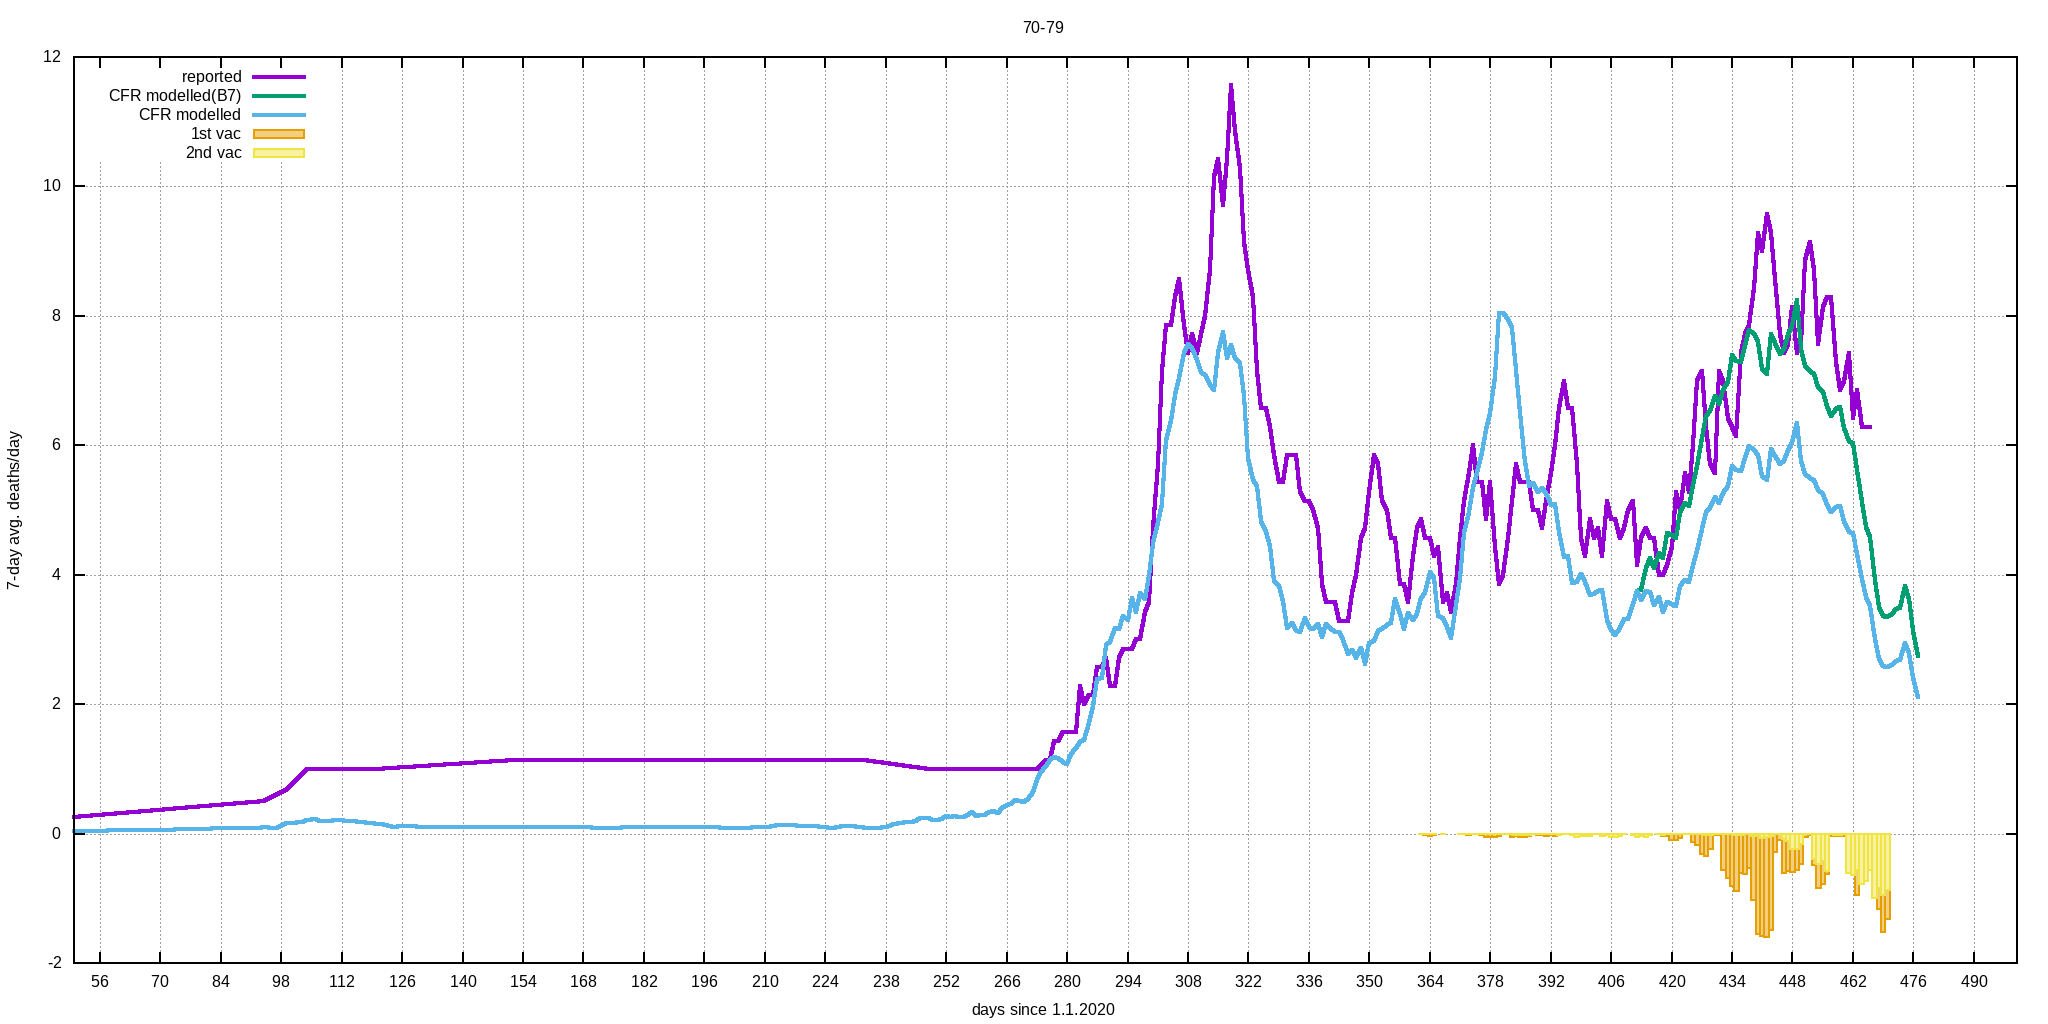 70-79
12
10
8
6
4
2
0
-2
7-day avg. deaths/day
reported
CFR modelled(B7)
CFR modelled
1st vac
2nd vac
56 70 84 98 112 126 140 154 168 182 196 210 224 238 252 266 280 294 308 322 336 350 364 378 392 406 420 434 448 462 476 490
days since 1.1.2020